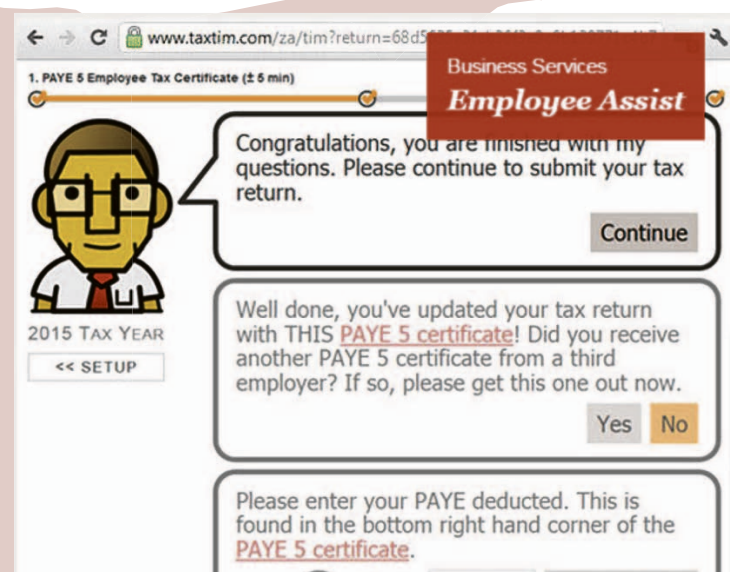 www.taxtim.com/za/tim?return=68d5
Business Services
Employee Assist
1. PAYE 5 Employee Tax Certificate (± 5 min)
Congratulations, you are finished with my
questions. Please continue to submit your tax
return.
Continue
2015 TAX YEAR
<< SETUP
Well done, you've updated your tax return
with THIS PAYE 5 certificate! Did you receive
another PAYE 5 certificate from a third
employer? If so, please get this one out now.
Yes No
Please enter your PAYE deducted. This is
found in the bottom right hand corner of the
PAYE 5 certificate.